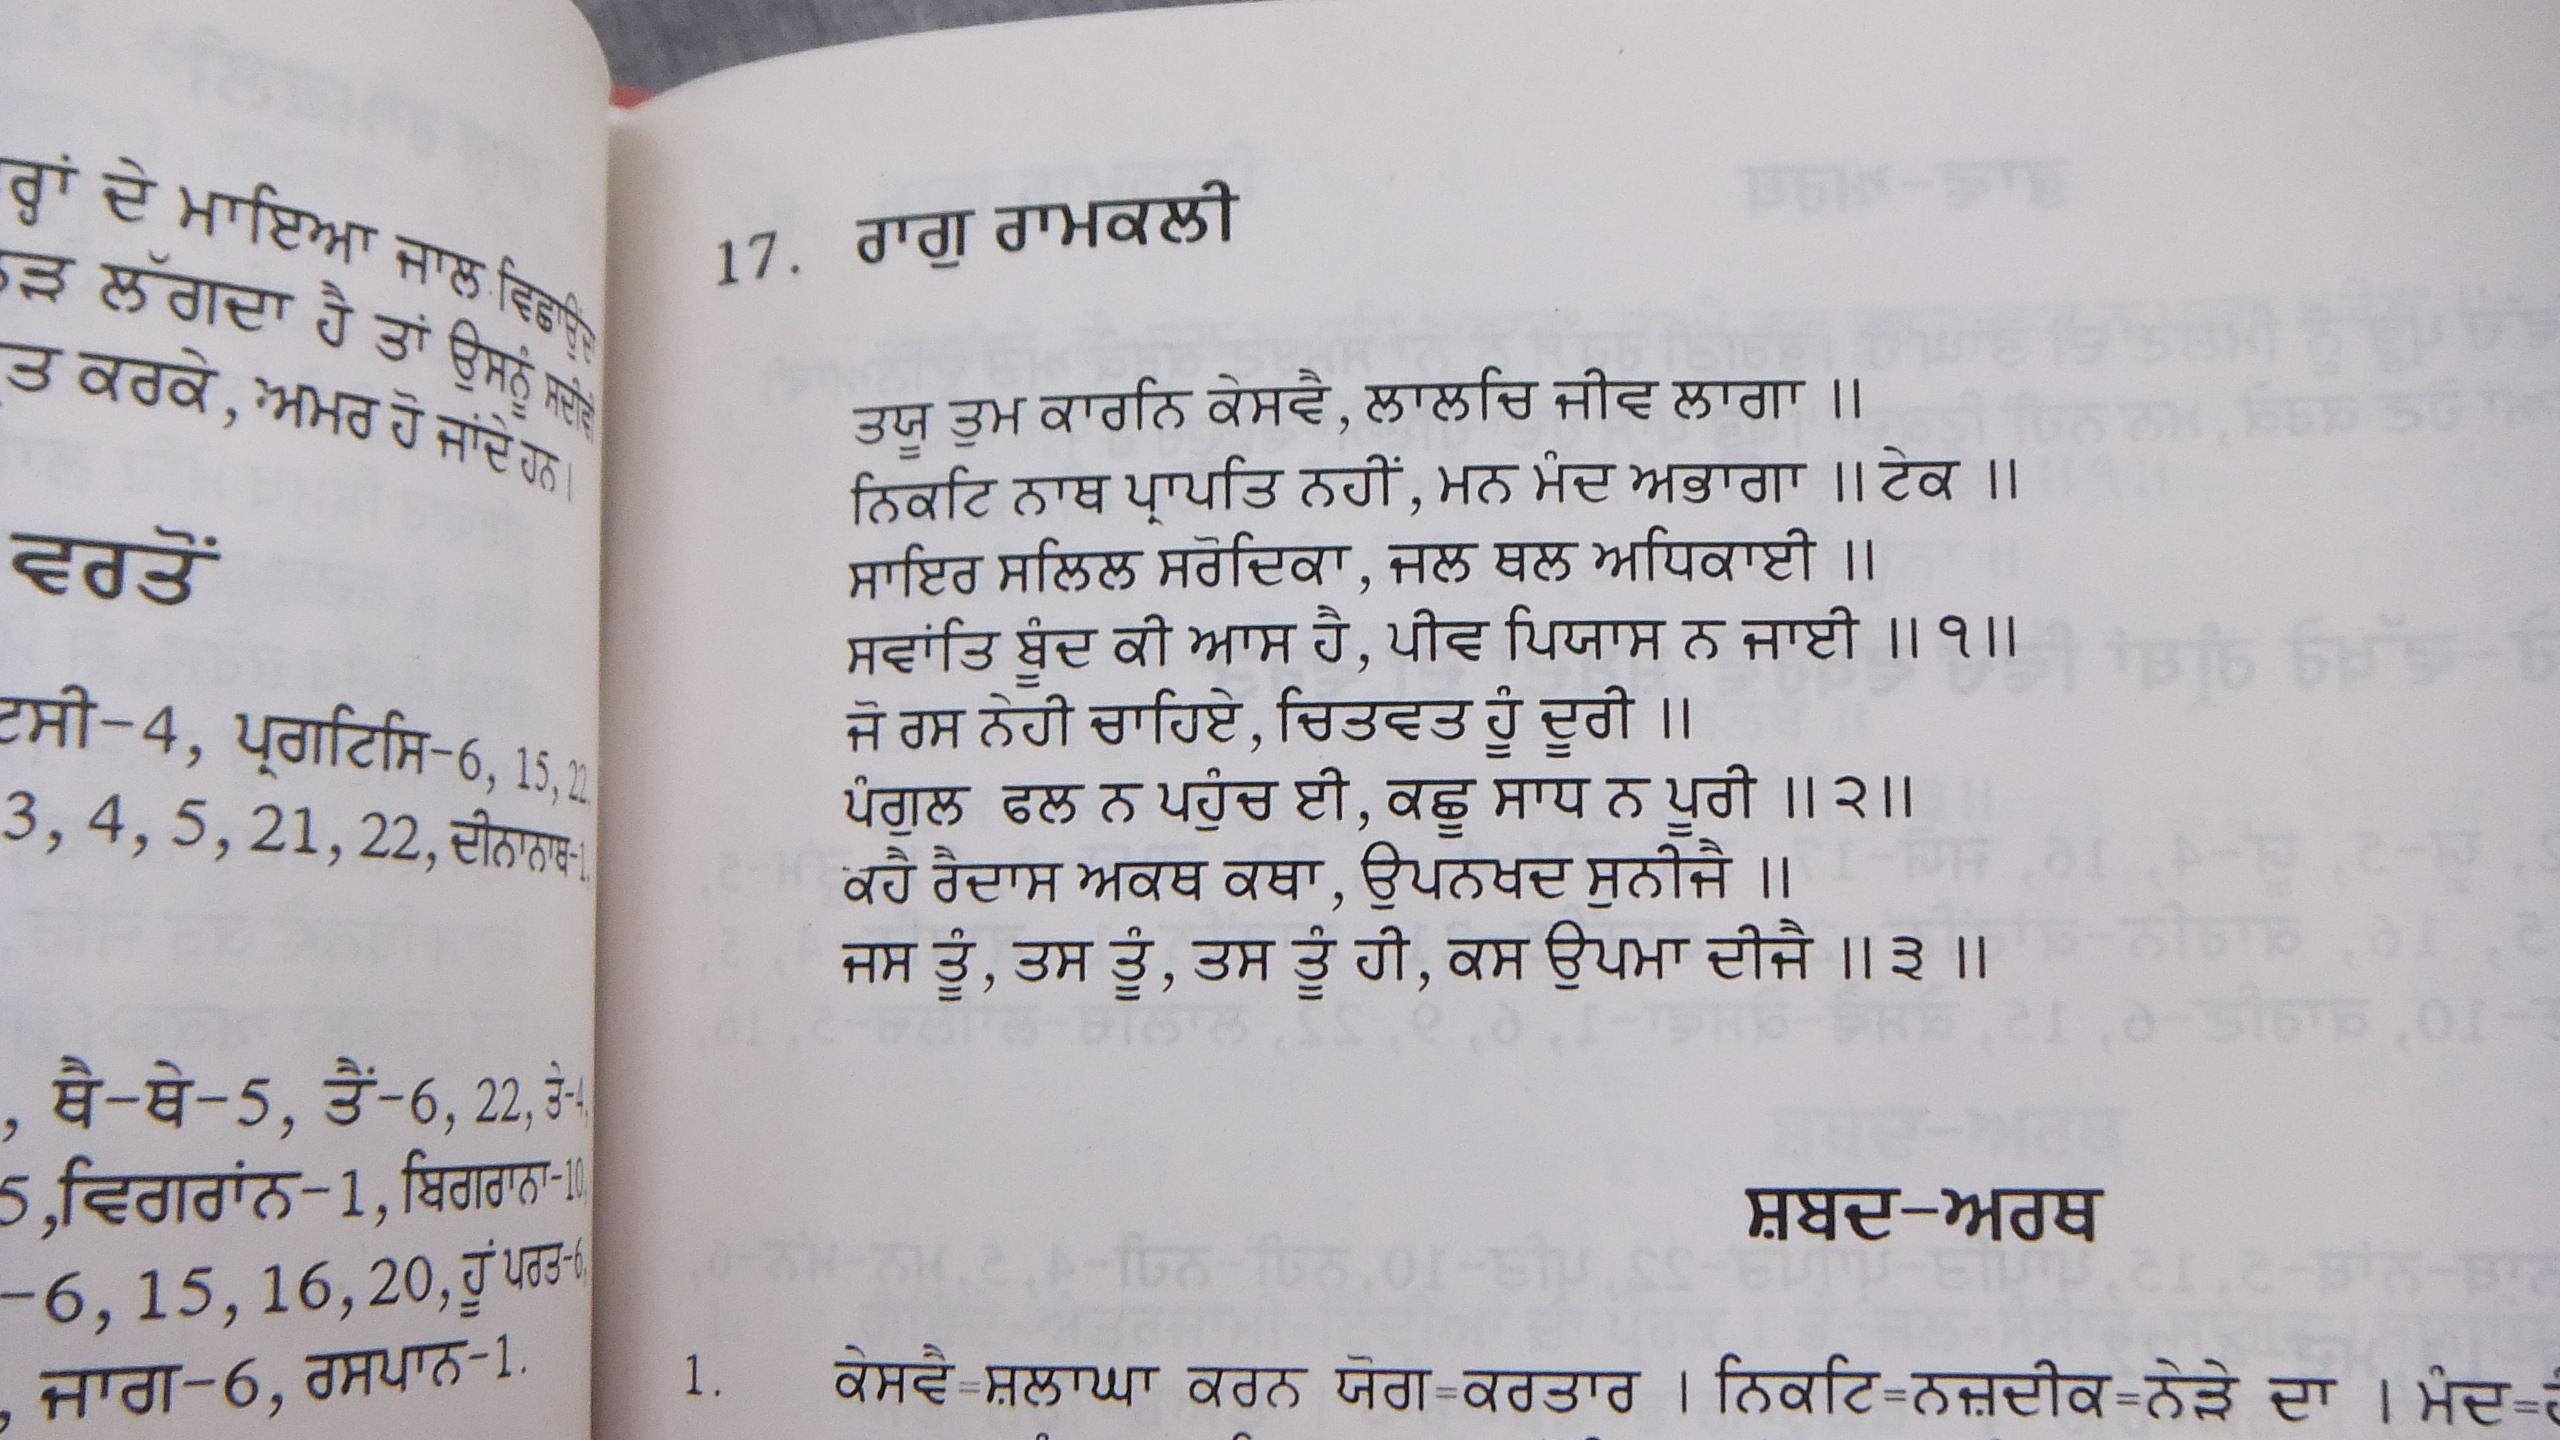 ਦੇ ਮਾਇਆ ਜਾਲ
ਲੱਗਦਾ ਹੈ ਤਾਂ ਉਸਨੂੰ
ਕਰਕੇ, ਅਮਰ ਹੋ ਜਾਂਦੇ ਹਨ।
ਵਰਤੋਂ
ਟਸੀ-4, ਪ੍ਰਗਟਿਸਿ-6, 15, 22
3, 4, 5, 21, 22, ਦੀਨਾਨਾਥ-1.
, ਥੈ-ਥੇ-5, ਤੈਂ-6, 22, ਤੇ-4
5, ਵਿਗਰਾਂਨ-1, ਬਿਗਰਾਨਾ-10,
-6, 15, 16, 20, ਹੂੰ ਪਰਤ-6,
, ਜਾਗ-6, ਰਸਪਾਨ-1.
17. ਰਾਗੁ ਰਾਮਕਲੀ
ਤਯੂ ਤੁਮ ਕਾਰਨਿ ਕੇਸਵੈ, ਲਾਲਚਿ ਜੀਵ ਲਾਗਾ ॥
ਨਿਕਟਿ ਨਾਥ ਪ੍ਰਾਪਤਿ ਨਹੀਂ, ਮਨ ਮੰਦ ਅਭਾਗਾ ॥ ਟੇਕ ॥
ਸਾਇਰ ਸਲਿਲ ਸਰੋਦਿਕਾ, ਜਲ ਥਲ ਅਧਿਕਾਈ ॥
ਸਵਾਂਤਿ ਬੂੰਦ ਕੀ ਆਸ ਹੈ, ਪੀਵ ਪਿਯਾਸ ਨ ਜਾਈ ॥ ੧॥
ਜੋ ਰਸ ਨੇਹੀ ਚਾਹਿਏ, ਚਿਤਵਤ ਹੂੰ ਦੂਰੀ ॥
ਪੰਗੁਲ ਫਲ ਨ ਪਹੁੰਚ ਈ, ਕਛੂ ਸਾਧ ਨ ਪੂਰੀ ॥ ੨॥
ਕਹੈ ਰੈਦਾਸ ਅਕਥ ਕਥਾ, ਉਪਨਖਦ ਸੁਨੀਜੈ ॥
ਜਸ ਤੂੰ, ਤਸ ਤੂੰ, ਤਸ ਤੂੰ ਹੀ, ਕਸ ਉਪਮਾ ਦੀਜੈ ॥ ੩ ॥
ਸ਼ਬਦ-ਅਰਥ
1. ਕੇਸਵੈ=ਸ਼ਲਾਘਾ ਕਰਨ ਯੋਗ=ਕਰਤਾਰ । ਨਿਕਟਿ=ਨਜ਼ਦੀਕ=ਨੇੜੇ ਦਾ । ਮੰਦ=